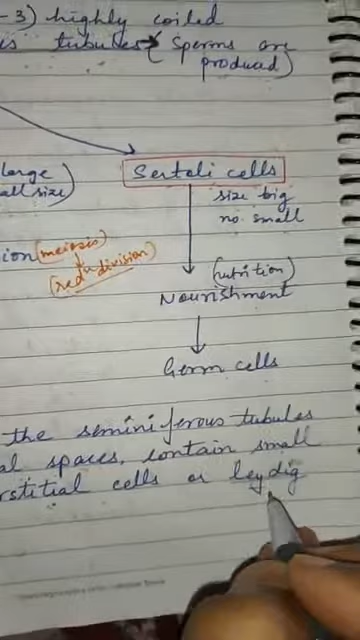 -3) highly coiled
tubules → (Sperms are
produced)
large
all size)
Sertoli cells
size big
no. small
ion (meiosis)
(redn division)
(nutrition)
Nourishment
Germ cells
the seminiferous tubules
al spaces, contain small
rstitial cells or leydig